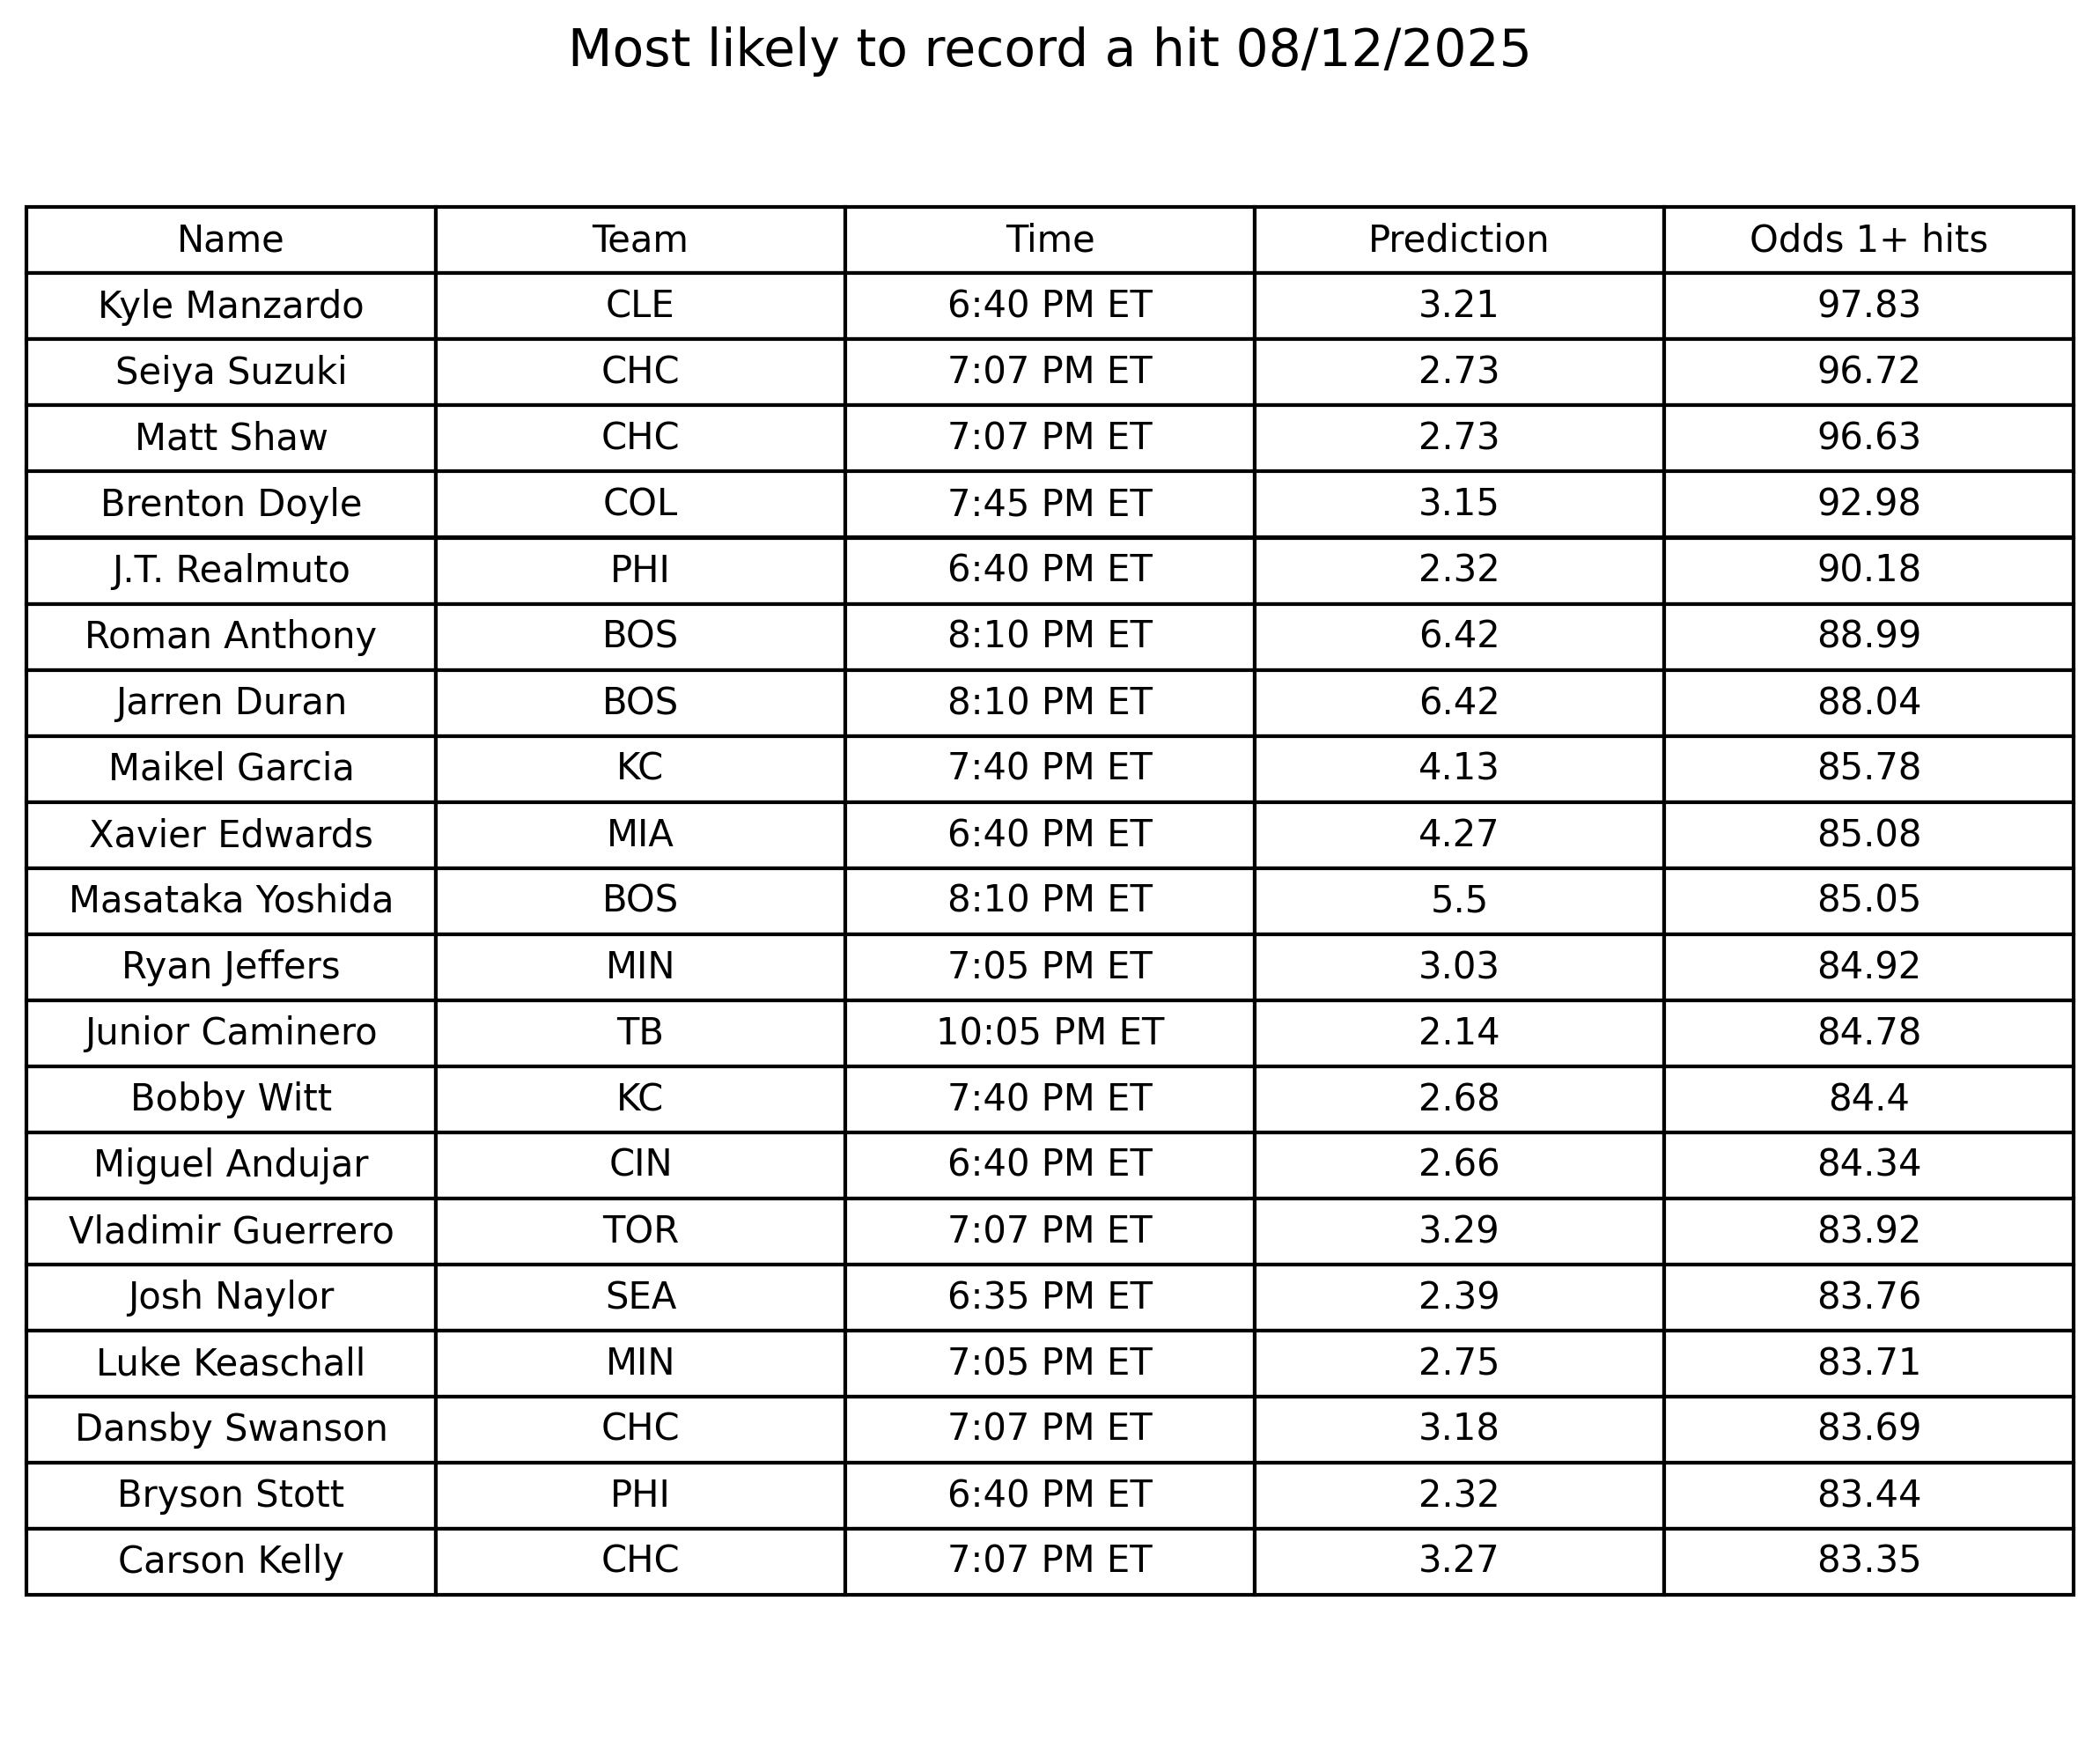 Most likely to record a hit 08/12/2025
Name Team Time Prediction Odds 1+ hits
Kyle Manzardo CLE 6:40 PM ET 3.21 97.83
Seiya Suzuki CHC 7:07 PM ET 2.73 96.72
Matt Shaw CHC 7:07 PM ET 2.73 96.63
Brenton Doyle COL 7:45 PM ET 3.15 92.98
J.T. Realmuto PHI 6:40 PM ET 2.32 90.18
Roman Anthony BOS 8:10 PM ET 6.42 88.99
Jarren Duran BOS 8:10 PM ET 6.42 88.04
Maikel Garcia KC 7:40 PM ET 4.13 85.78
Xavier Edwards MIA 6:40 PM ET 4.27 85.08
Masataka Yoshida BOS 8:10 PM ET 5.5 85.05
Ryan Jeffers MIN 7:05 PM ET 3.03 84.92
Junior Caminero TB 10:05 PM ET 2.14 84.78
Bobby Witt KC 7:40 PM ET 2.68 84.4
Miguel Andujar CIN 6:40 PM ET 2.66 84.34
Vladimir Guerrero TOR 7:07 PM ET 3.29 83.92
Josh Naylor SEA 6:35 PM ET 2.39 83.76
Luke Keaschall MIN 7:05 PM ET 2.75 83.71
Dansby Swanson CHC 7:07 PM ET 3.18 83.69
Bryson Stott PHI 6:40 PM ET 2.32 83.44
Carson Kelly CHC 7:07 PM ET 3.27 83.35